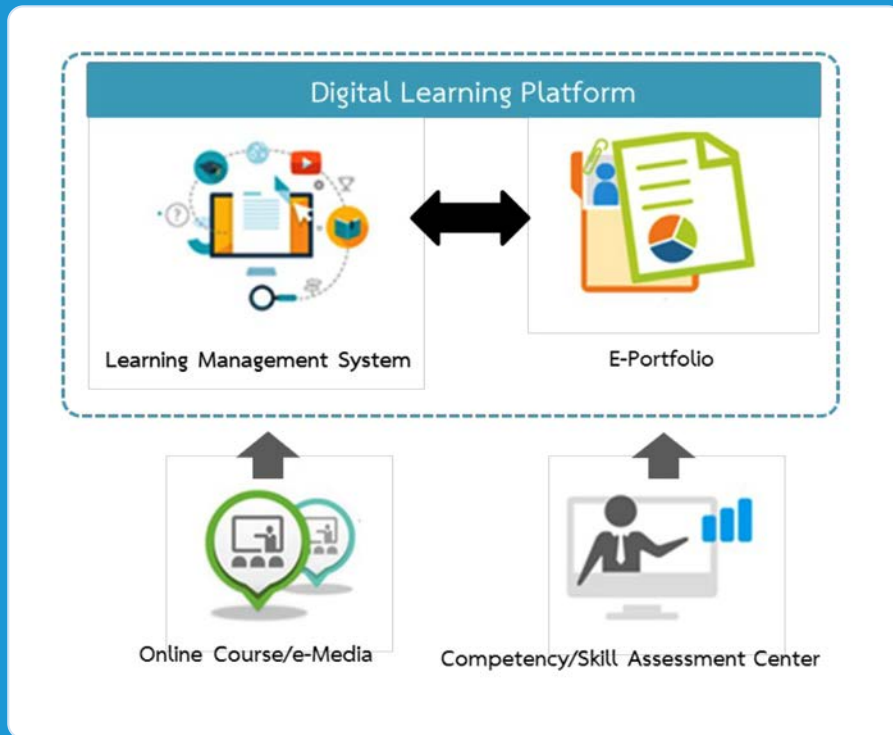 Digital Learning Platform
Learning Management System
E-Portfolio
Online Course/e-Media
Competency/Skill Assessment Center